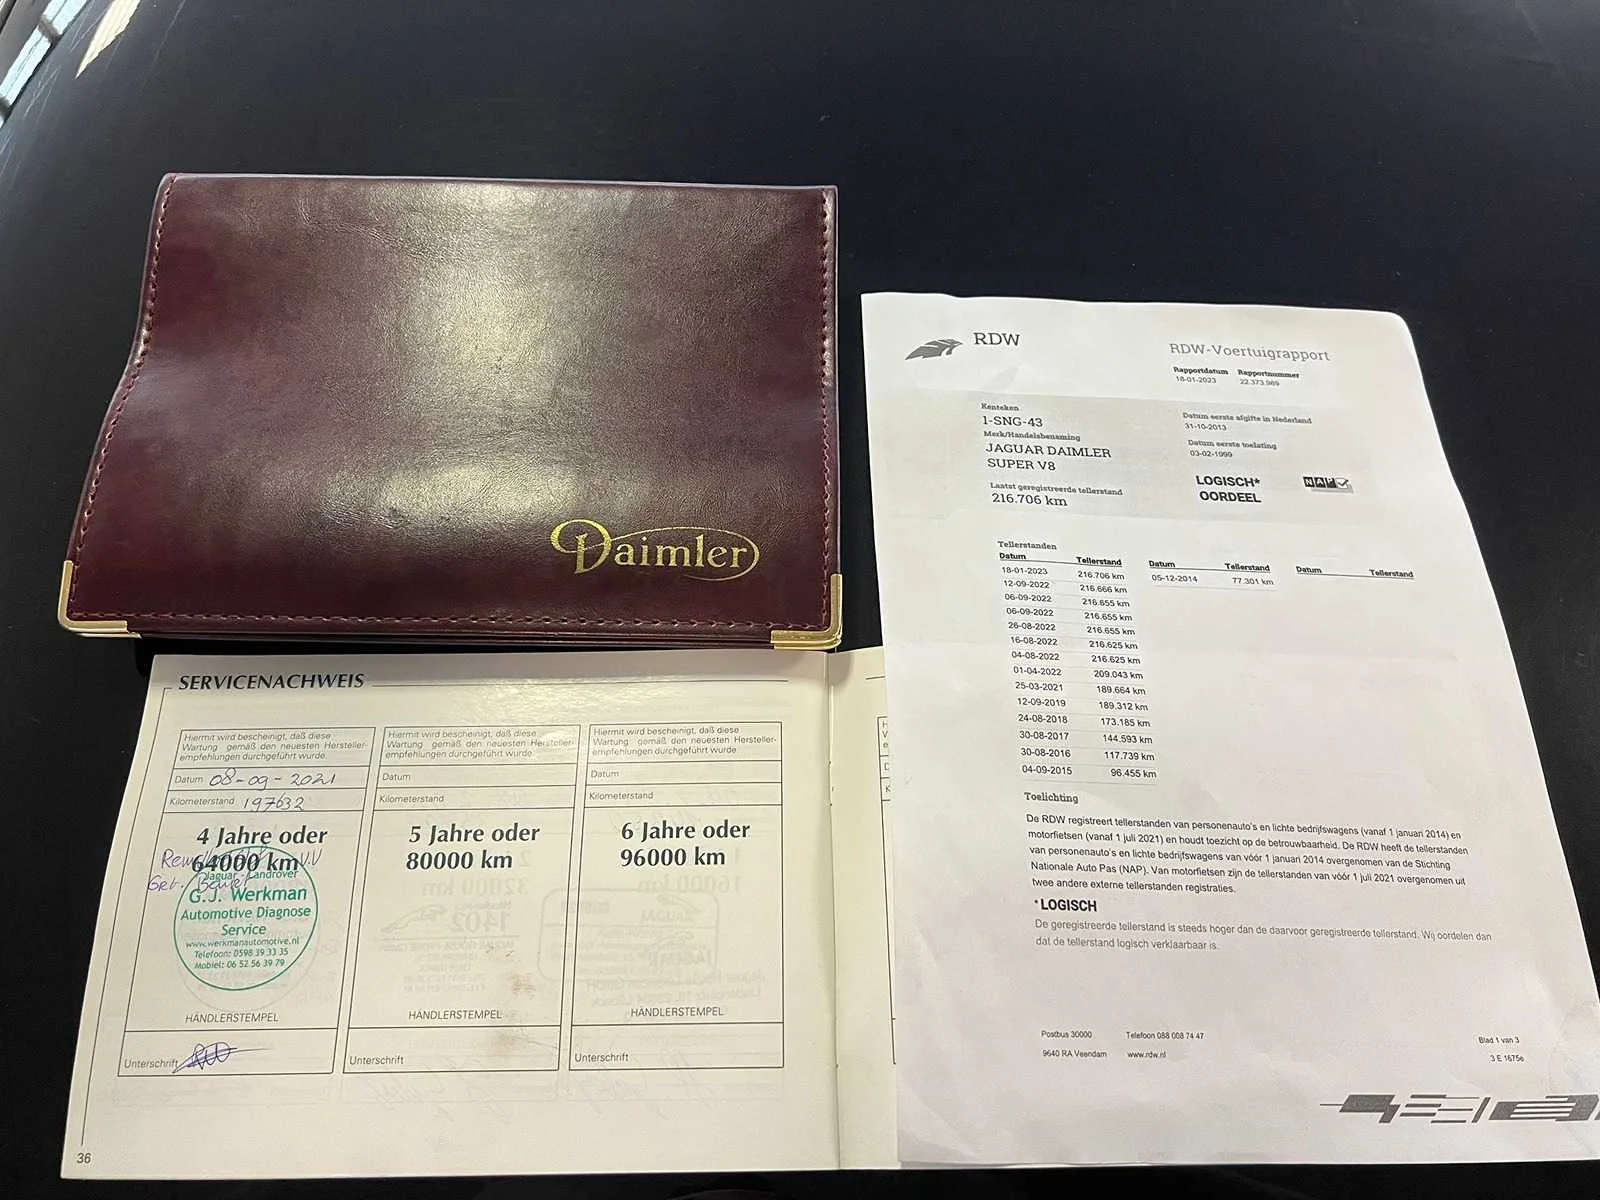 Daimler
SERVICENACHWEIS
Hiermit wird bescheinigt, daß diese
Wartung gemäß den neuesten Hersteller-
empfehlungen durchgeführt wurde.
Datum 08-09-2021
Kilometerstand 197632
4 Jahre oder
64000 km
Jaguar-Landrover
G.J. Werkman
Automotive Diagnose
Service
www.werkmanautomotive.nl
Telefoon: 0598 39 33 35
Mobiel: 06 52 56 39 79
HÄNDLERSTEMPEL
Unterschrift
Hiermit wird bescheinigt, daß diese
Wartung gemäß den neuesten Hersteller-
empfehlungen durchgeführt wurde.
Datum
Kilometerstand
5 Jahre oder
80000 km
HÄNDLERSTEMPEL
Unterschrift
Hiermit wird bescheinigt, daß diese
Wartung gemäß den neuesten Hersteller-
empfehlungen durchgeführt wurde.
Datum
Kilometerstand
6 Jahre oder
96000 km
HÄNDLERSTEMPEL
Unterschrift
36
RDW
RDW-Voertuigrapport
Rapportdatum Rapportnummer
18-01-2023 22.373.989
Kenteken
1-SNG-43
Merk/Handelsbenaming
JAGUAR DAIMLER
SUPER V8
Laatst geregistreerde tellerstand
216.706 km
Datum eerste afgifte in Nederland
31-10-2013
Datum eerste toelating
03-02-1999
LOGISCH*
OORDEEL
NAP
Tellerstanden
Datum Tellerstand Datum Tellerstand Datum Tellerstand
18-01-2023 216.706 km 05-12-2014 77.301 km
12-09-2022 216.666 km
06-09-2022 216.655 km
06-09-2022 216.655 km
26-08-2022 216.655 km
16-08-2022 216.625 km
04-08-2022 216.625 km
01-04-2022 209.043 km
25-03-2021 189.664 km
12-09-2019 189.312 km
24-08-2018 173.185 km
30-08-2017 144.593 km
30-08-2016 117.739 km
04-09-2015 96.455 km
Toelichting
De RDW registreert tellerstanden van personenauto's en lichte bedrijfswagens (vanaf 1 januari 2014) en
motorfietsen (vanaf 1 juli 2021) en houdt toezicht op de betrouwbaarheid. De RDW heeft de tellerstanden
van personenauto's en lichte bedrijfswagens van vóór 1 januari 2014 overgenomen van de Stichting
Nationale Auto Pas (NAP). Van motorfietsen zijn de tellerstanden van vóór 1 juli 2021 overgenomen uit
twee andere externe tellerstanden registraties.
*LOGISCH
De geregistreerde tellerstand is steeds hoger dan de daarvoor geregistreerde tellerstand. Wij oordelen dan
dat de tellerstand logisch verklaarbaar is.
Postbus 30000 Telefoon 088 008 74 47
9640 RA Veendam www.rdw.nl
Blad 1 van 3
3 E 1675e